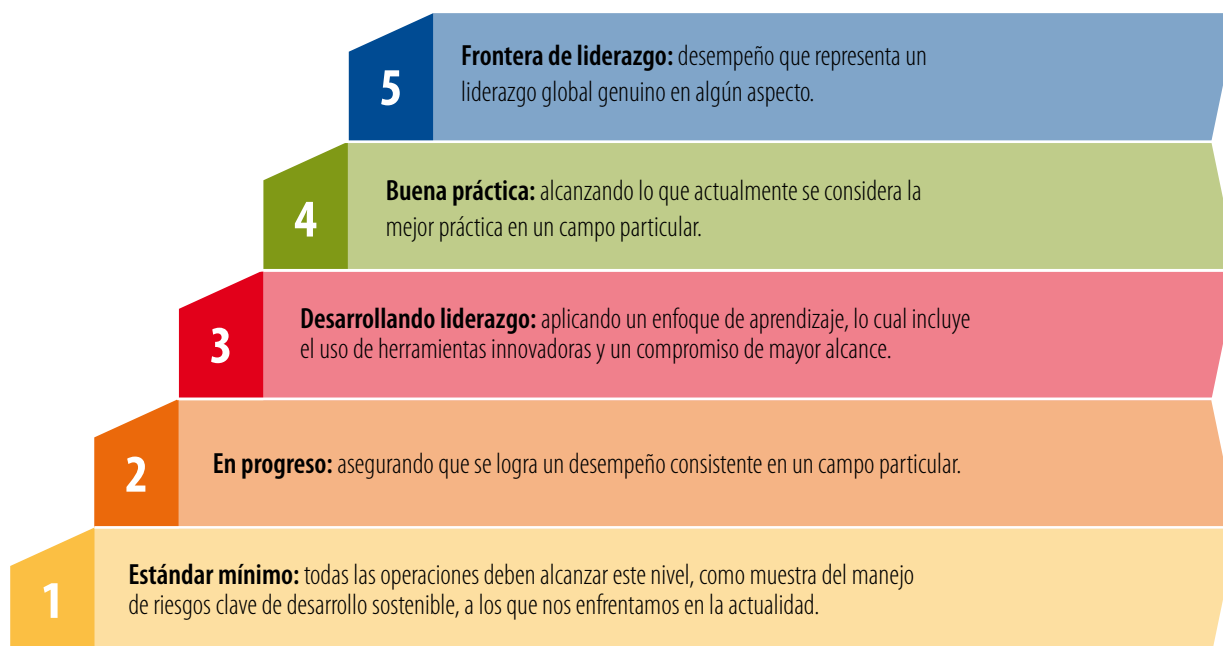 5
Frontera de liderazgo: desempeño que representa un
liderazgo global genuino en algún aspecto.
4
Buena práctica: alcanzando lo que actualmente se considera la
mejor práctica en un campo particular.
3
Desarrollando liderazgo: aplicando un enfoque de aprendizaje, lo cual incluye
el uso de herramientas innovadoras y un compromiso de mayor alcance.
2
En progreso: asegurando que se logra un desempeño consistente en un campo particular.
1
Estándar mínimo: todas las operaciones deben alcanzar este nivel, como muestra del manejo
de riesgos clave de desarrollo sostenible, a los que nos enfrentamos en la actualidad.